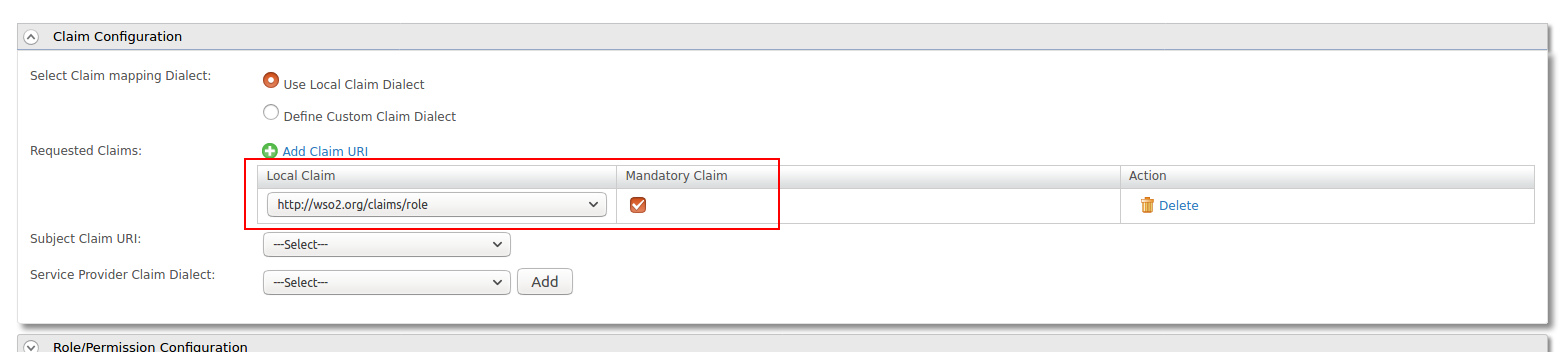 Claim Configuration
Select Claim mapping Dialect:
Use Local Claim Dialect
Define Custom Claim Dialect
Requested Claims:
Add Claim URI
Local Claim Mandatory Claim Action
http://wso2.org/claims/role Delete
Subject Claim URI:
---Select---
Service Provider Claim Dialect:
---Select--- Add
Role/Permission Configuration